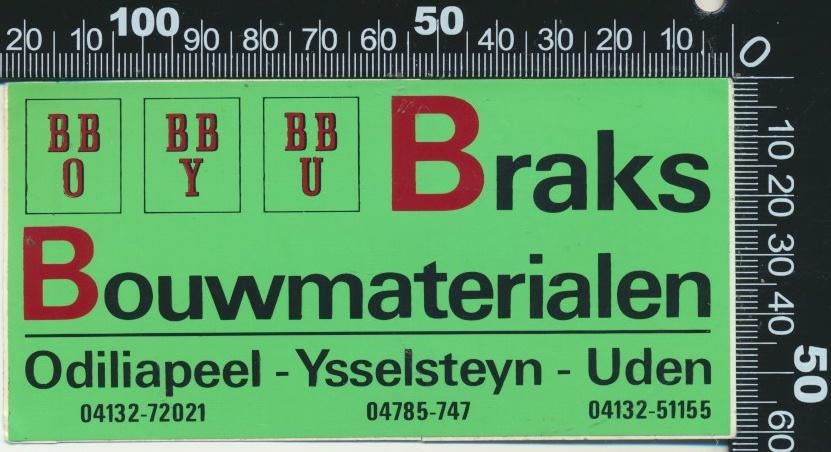 20 10 100 90 80 70 60 50 40 30 20 10 0
BB BB BB
O Y U
Braks
Bouwmaterialen
Odiliapeel - Ysselsteyn - Uden
04132-72021 04785-747 04132-51155
10 20 30 40 50 60